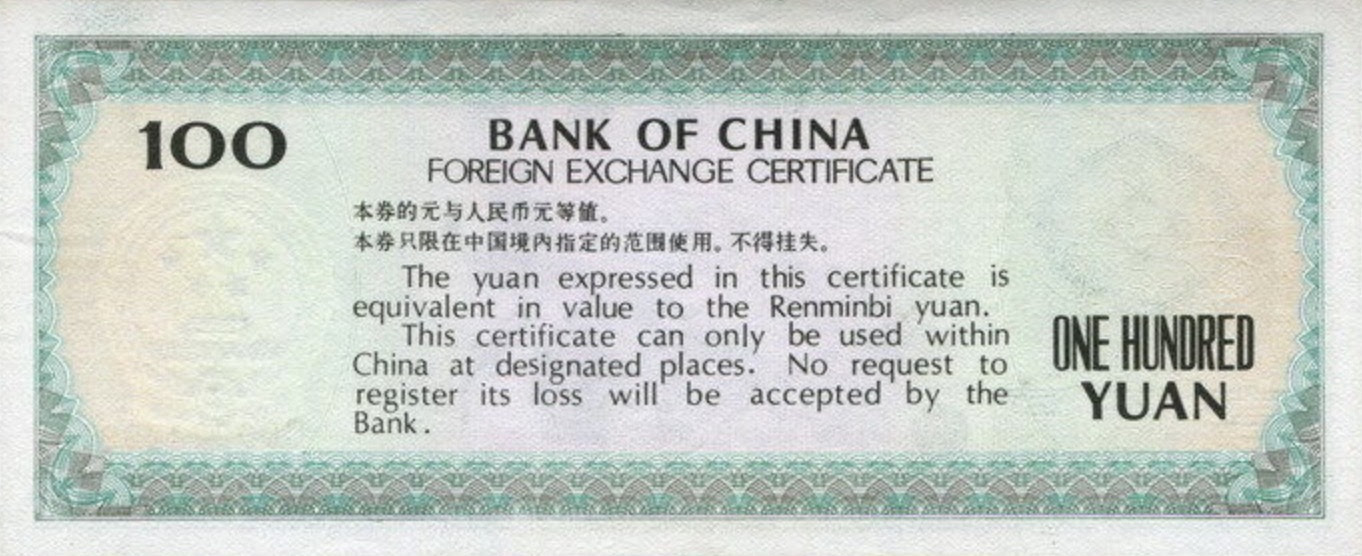 100
BANK OF CHINA
FOREIGN EXCHANGE CERTIFICATE
本券的元与人民币元等值。
本券只限在中国境内指定的范围使用。不得挂失。
The yuan expressed in this certificate is
equivalent in value to the Renminbi yuan.
This certificate can only be used within
China at designated places. No request to
register its loss will be accepted by the
Bank.
ONE HUNDRED
YUAN